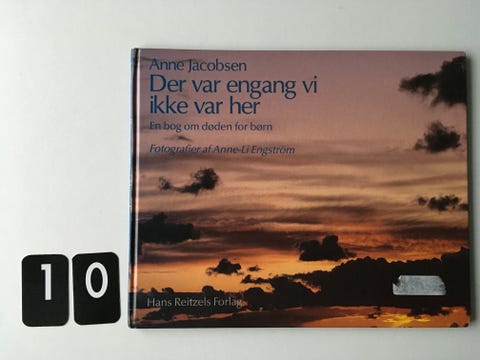 Anne Jacobsen
Der var engang vi
ikke var her
En bog om døden for børn
Fotografier af Anne-Li Engström
Hans Reitzels Forlag
10